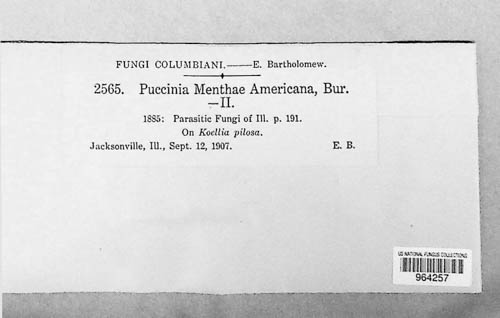 FUNGI COLUMBIANI.——E. Bartholomew.
2565. Puccinia Menthae Americana, Bur.
—II.
1885: Parasitic Fungi of Ill. p. 191.
On Koellia pilosa.
Jacksonville, Ill., Sept. 12, 1907. E. B.
US NATIONAL FUNGUS COLLECTIONS
964257